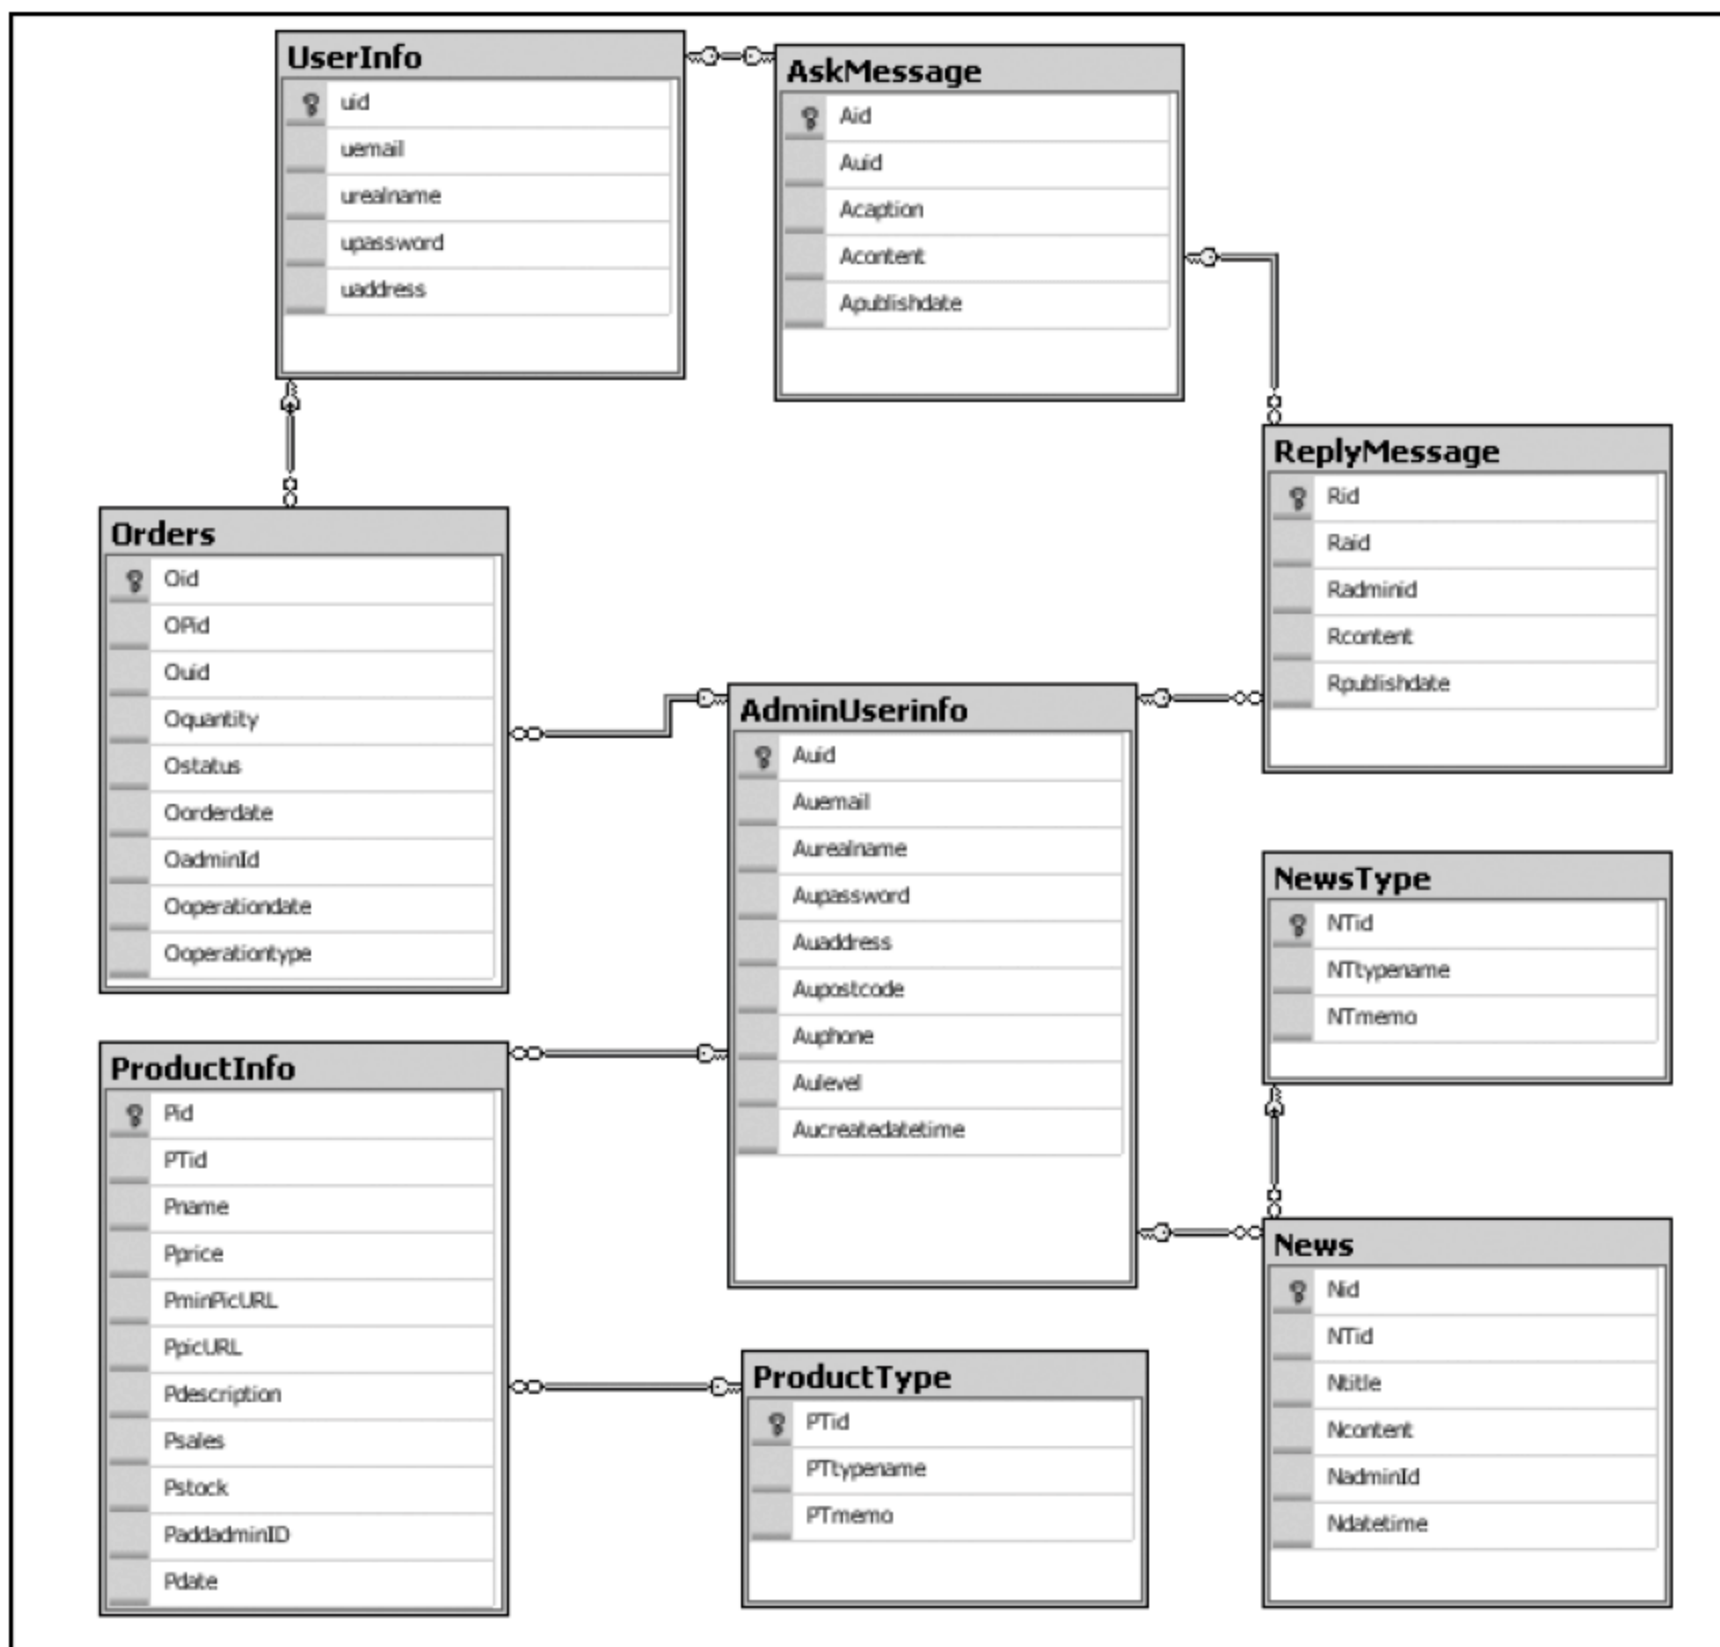 UserInfo
uid
uemail
urealname
upassword
uaddress
AskMessage
Aid
Auid
Acaption
Acontent
Apublishdate
ReplyMessage
Rid
Raid
Radminid
Rcontent
Rpublishdate
Orders
Oid
OPid
Ouid
Oquantity
Ostatus
Oorderdate
OadminId
Ooperationdate
Ooperationtype
AdminUserinfo
Auid
Auemail
Aurealname
Aupassword
Auaddress
Aupostcode
Auphone
Aulevel
Aucreatedatetime
NewsType
NTid
NTtypename
NTmemo
ProductInfo
Pid
PTid
Pname
Pprice
PminPicURL
PpicURL
Pdescription
Psales
Pstock
PaddadminID
Pdate
ProductType
PTid
PTtypename
PTmemo
News
Nid
NTid
Ntitle
Ncontent
NadminId
Ndatetime